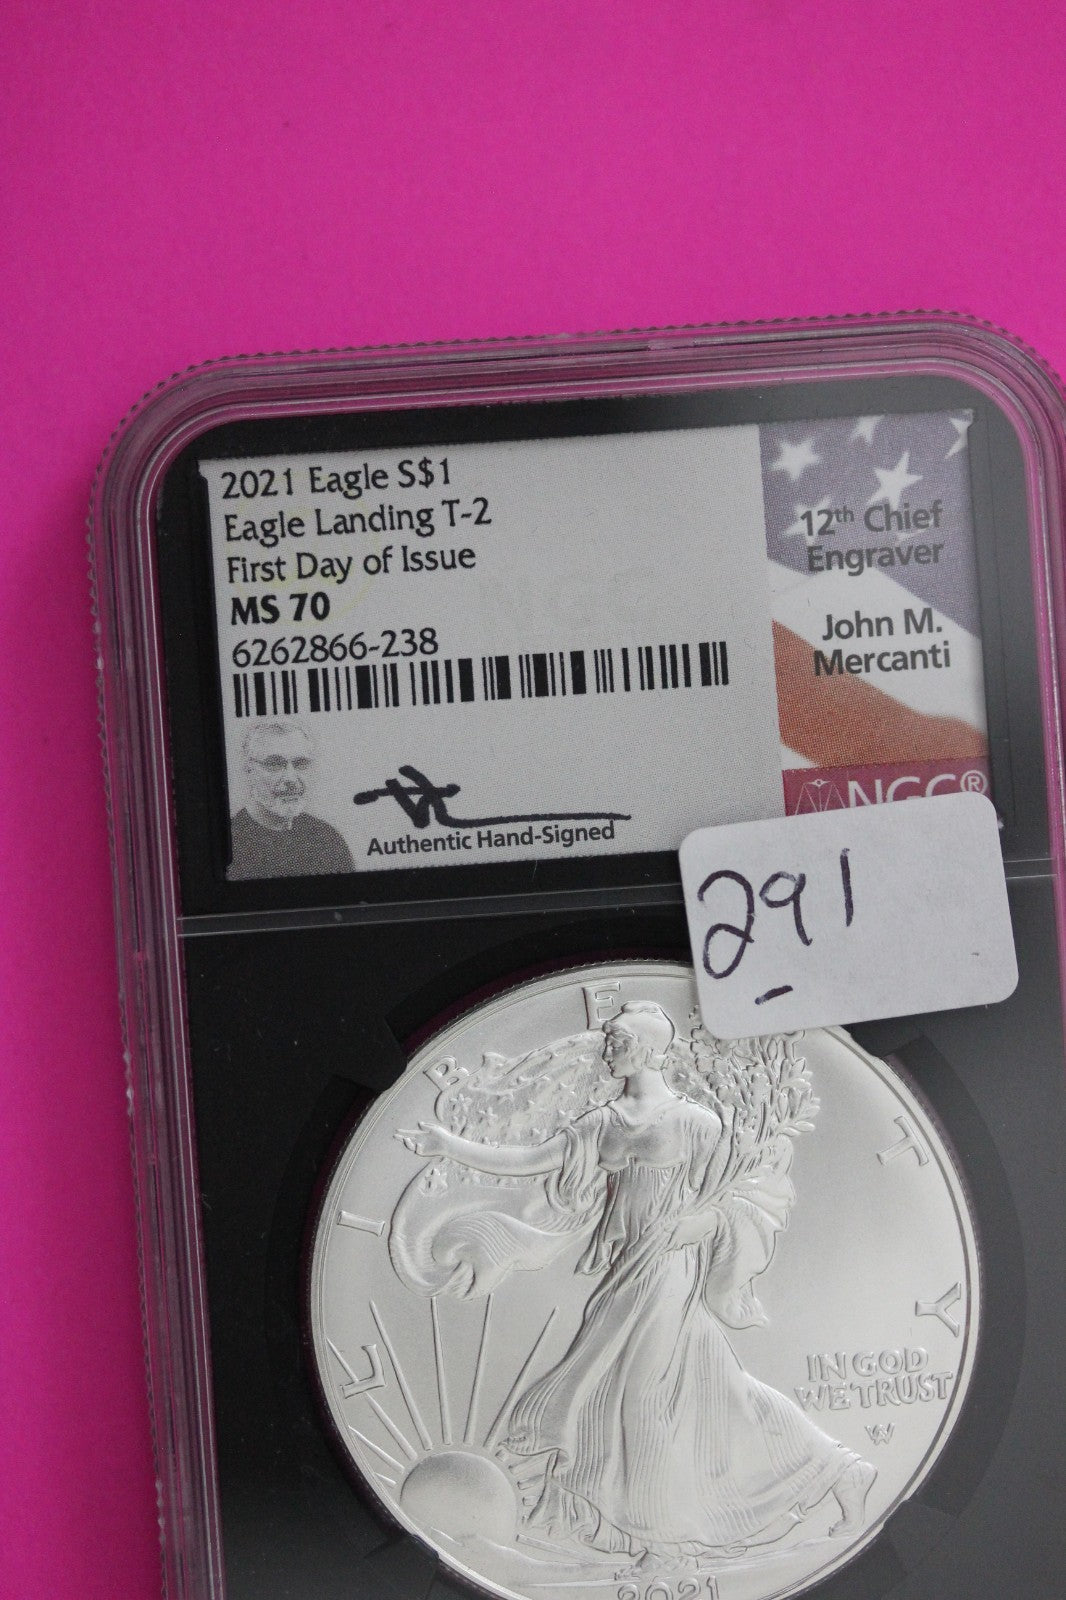 2021 Eagle S$1
Eagle Landing T-2
First Day of Issue
MS 70
6262866-238
12th Chief
Engraver
John M.
Mercanti
NGC®
Authentic Hand-Signed
291
LIBERTY
IN GOD
WE TRUST
2021